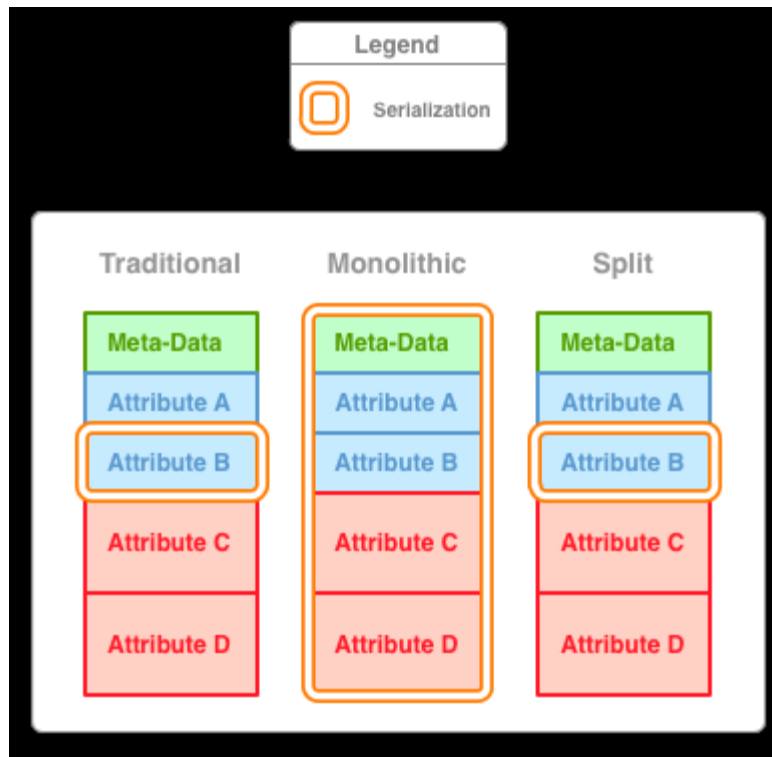 Legend
Serialization
Traditional Monolithic Split
Meta-Data Meta-Data Meta-Data
Attribute A Attribute A Attribute A
Attribute B Attribute B Attribute B
Attribute C Attribute C Attribute C
Attribute D Attribute D Attribute D